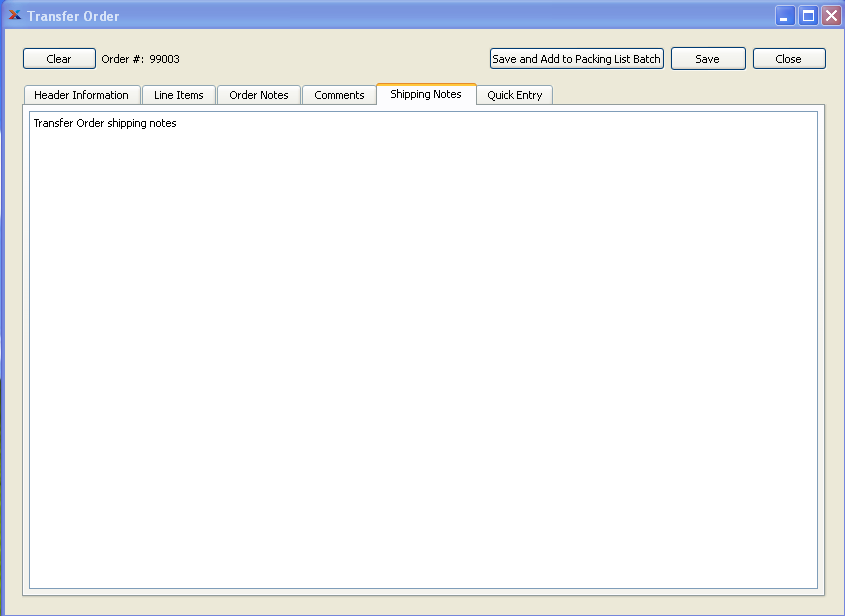 Transfer Order
Clear Order #: 99003 Save and Add to Packing List Batch Save Close
Header Information Line Items Order Notes Comments Shipping Notes Quick Entry
Transfer Order shipping notes